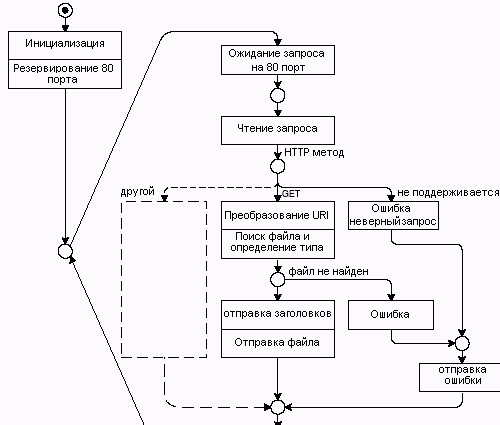 Инициализация
Резервирование 80
порта
Ожидание запроса
на 80 порт
Чтение запроса
HTTP метод
другой
GET
не поддерживается
Преобразование URI
Поиск файла и
определение типа
Ошибка
неверныйзапрос
файл не найден
отправка заголовков
Отправка файла
Ошибка
отправка
ошибки